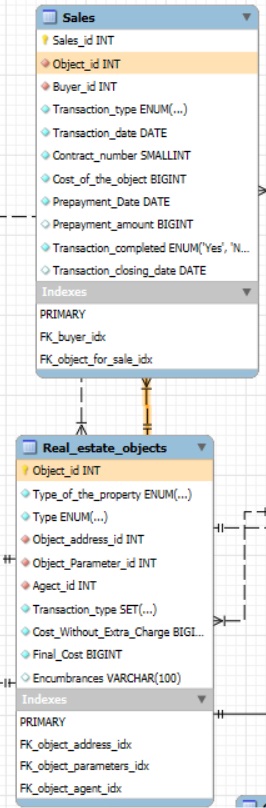 Sales
Sales_id INT
Object_id INT
Buyer_id INT
Transaction_type ENUM(...)
Transaction_date DATE
Contract_number SMALLINT
Cost_of_the_object BIGINT
Prepayment_Date DATE
Prepayment_amount BIGINT
Transaction_completed ENUM('Yes', 'N...
Transaction_closing_date DATE
Indexes
PRIMARY
FK_buyer_idx
FK_object_for_sale_idx
Real_estate_objects
Object_id INT
Type_of_the_property ENUM(...)
Type ENUM(...)
Object_address_id INT
Object_Parameter_id INT
Agent_id INT
Transaction_type SET(...)
Cost_Without_Extra_Charge BIGI...
Final_Cost BIGINT
Encumbrances VARCHAR(100)
Indexes
PRIMARY
FK_object_address_idx
FK_object_parameters_idx
FK_object_agent_idx